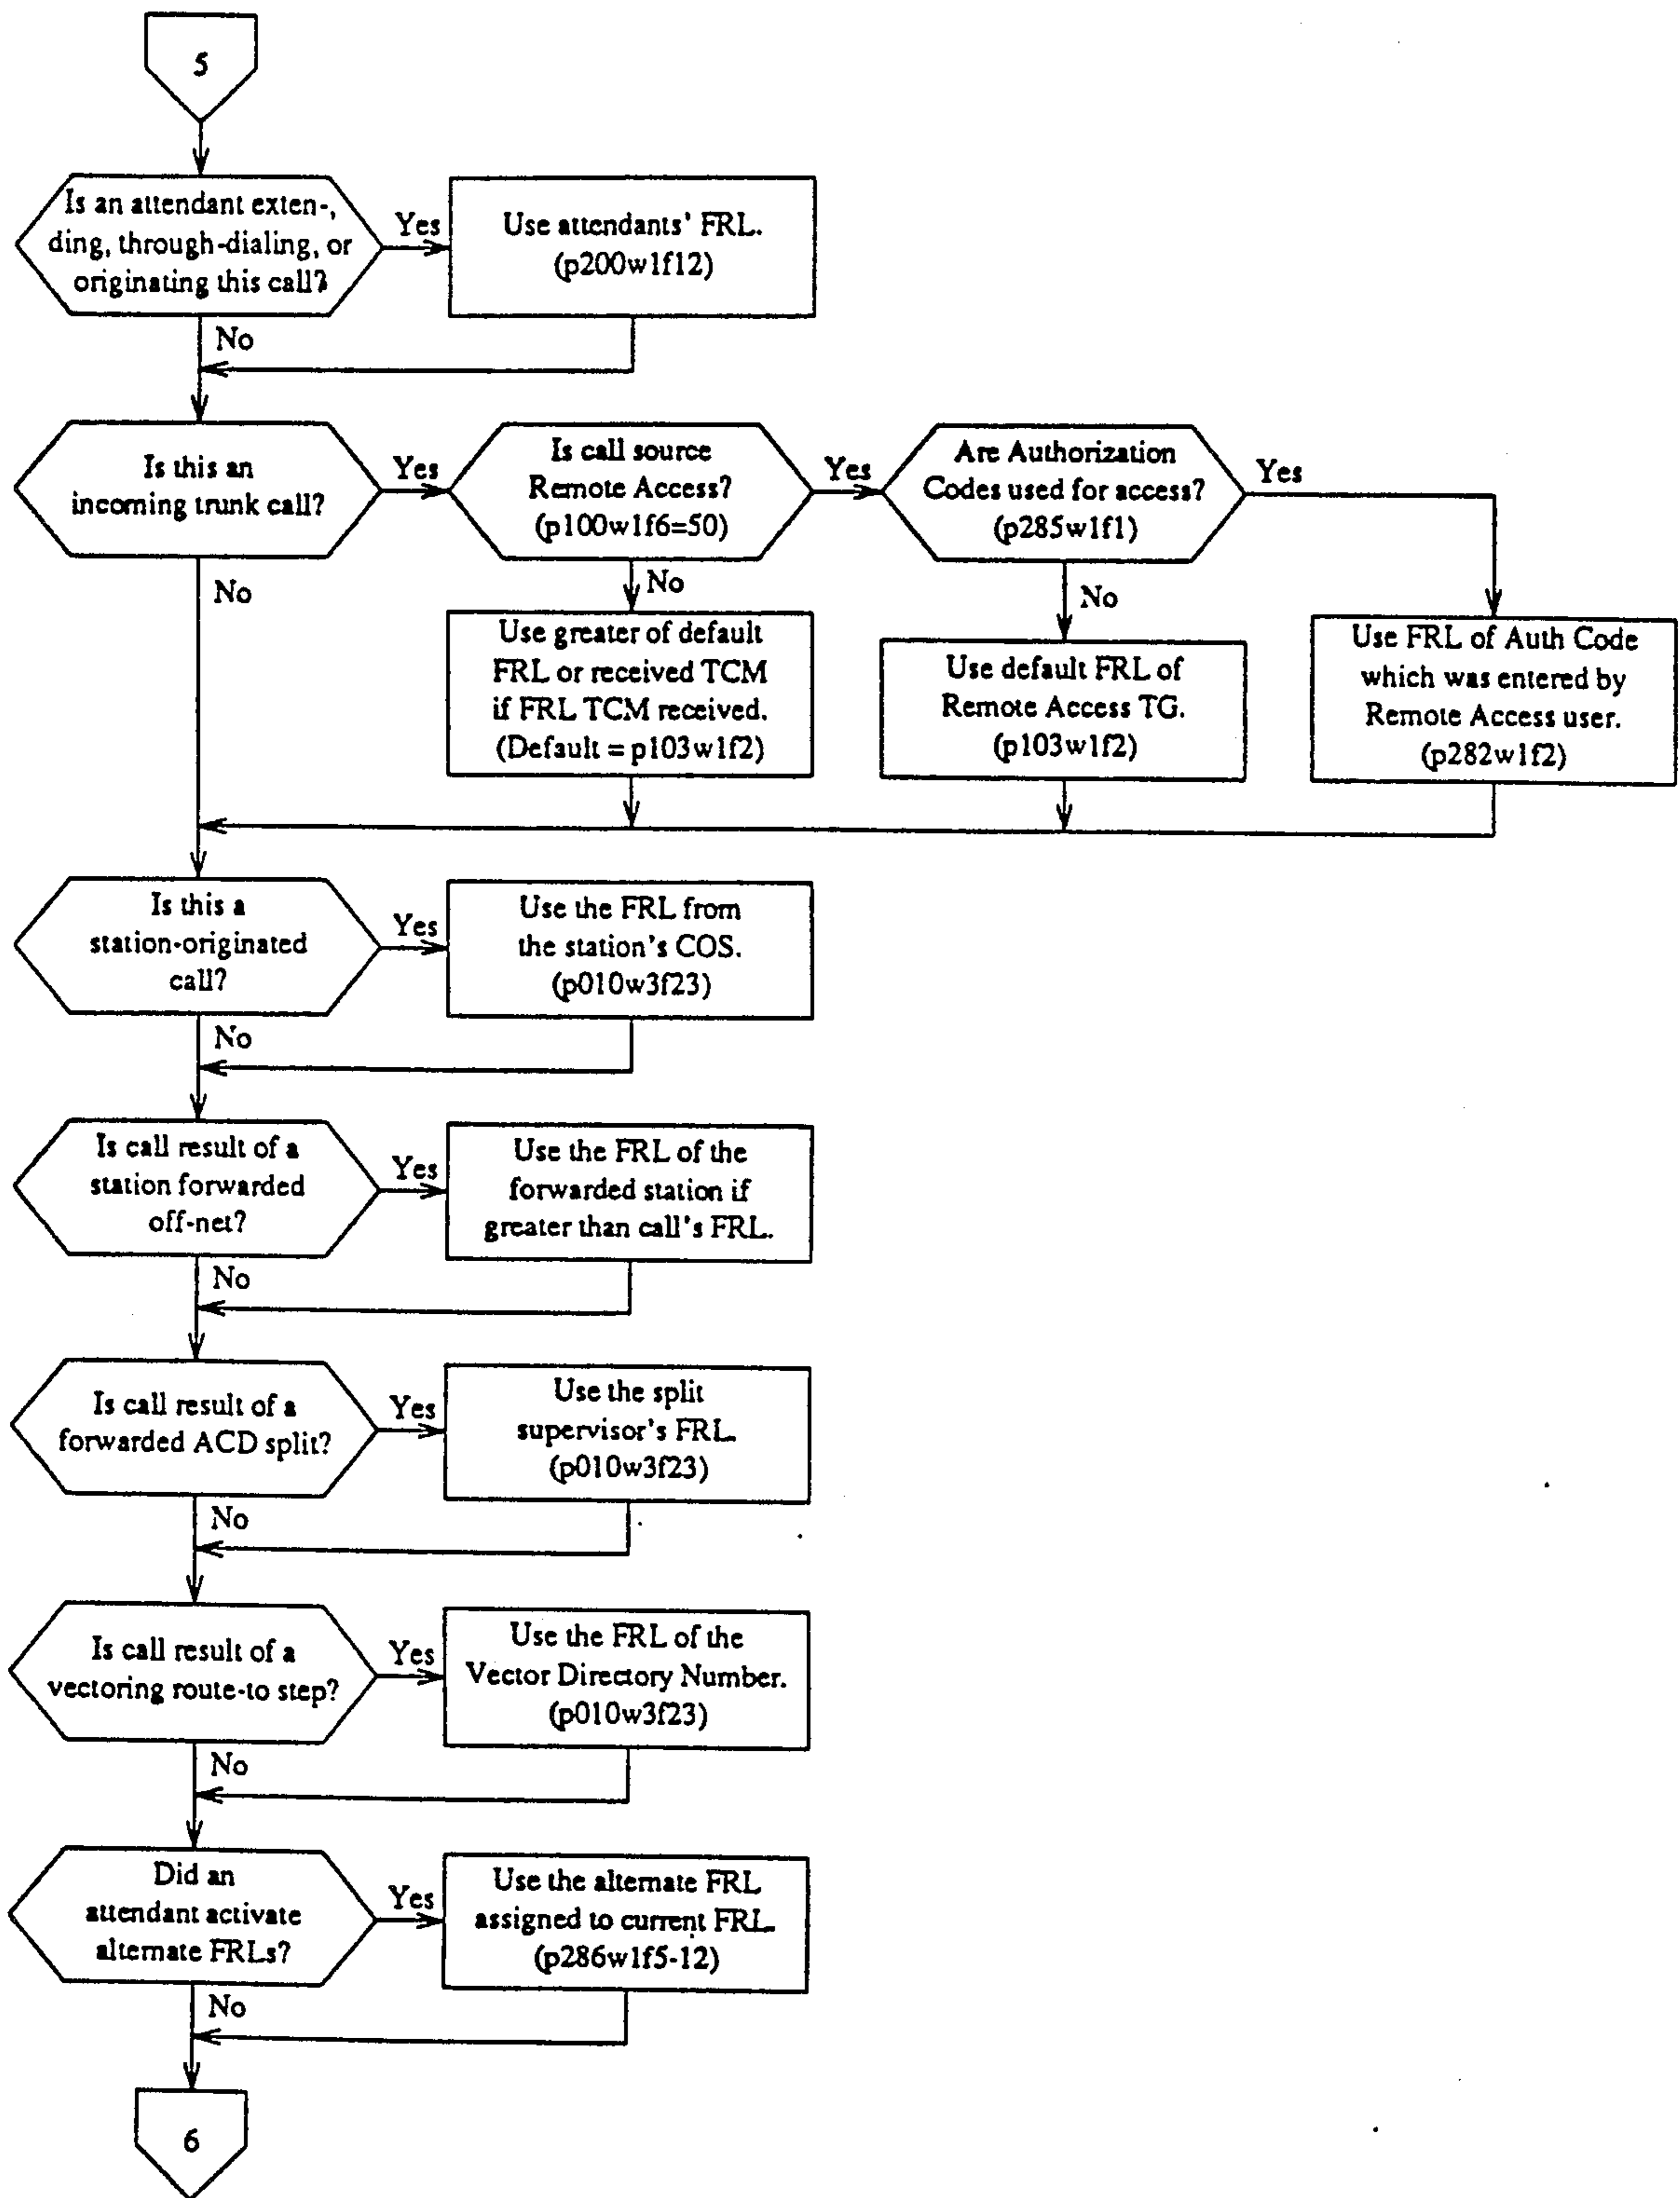 5
Is an attendant exten-,
ding, through-dialing, or
originating this call?
Yes
Use attendants' FRL.
(p200w1f12)
No
Is this an
incoming trunk call?
Yes
Is call source
Remote Access?
(p100w1f6=50)
Yes
Are Authorization
Codes used for access?
(p285w1f1)
Yes
No
No
No
Use greater of default
FRL or received TCM
if FRL TCM received.
(Default = p103w1f2)
Use default FRL of
Remote Access TG.
(p103w1f2)
Use FRL of Auth Code
which was entered by
Remote Access user.
(p282w1f2)
Is this a
station-originated
call?
Yes
Use the FRL from
the station's COS.
(p010w3f23)
No
Is call result of a
station forwarded
off-net?
Yes
Use the FRL of the
forwarded station if
greater than call's FRL.
No
Is call result of a
forwarded ACD split?
Yes
Use the split
supervisor's FRL.
(p010w3f23)
No
Is call result of a
vectoring route-to step?
Yes
Use the FRL of the
Vector Directory Number.
(p010w3f23)
No
Did an
attendant activate
alternate FRLs?
Yes
Use the alternate FRL
assigned to current FRL.
(p286w1f5-12)
No
6